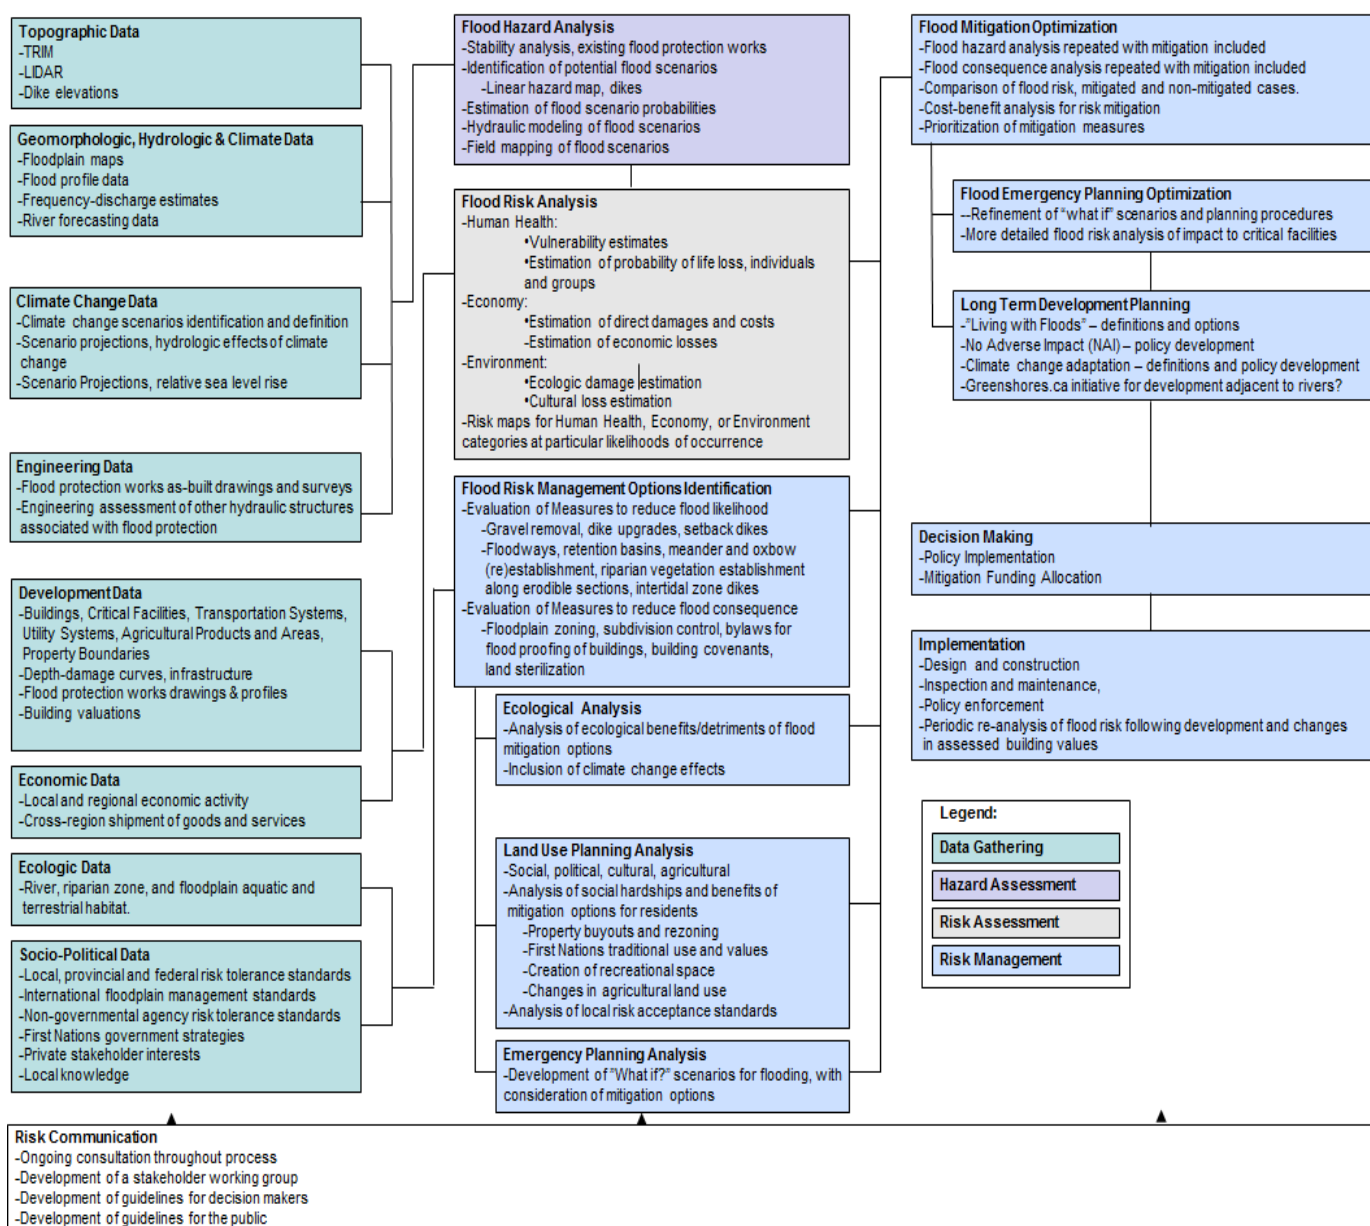 Topographic Data
-TRIM
-LIDAR
-Dike elevations
Geomorphologic, Hydrologic & Climate Data
-Floodplain maps
-Flood profile data
-Frequency-discharge estimates
-River forecasting data
Climate Change Data
-Climate change scenarios identification and definition
-Scenario projections, hydrologic effects of climate
change
-Scenario Projections, relative sea level rise
Engineering Data
-Flood protection works as-built drawings and surveys
-Engineering assessment of other hydraulic structures
associated with flood protection
Development Data
-Buildings, Critical Facilities, Transportation Systems,
Utility Systems, Agricultural Products and Areas,
Property Boundaries
-Depth-damage curves, infrastructure
-Flood protection works drawings & profiles
-Building valuations
Economic Data
-Local and regional economic activity
-Cross-region shipment of goods and services
Ecologic Data
-River, riparian zone, and floodplain aquatic and
terrestrial habitat.
Socio-Political Data
-Local, provincial and federal risk tolerance standards
-International floodplain management standards
-Non-governmental agency risk tolerance standards
-First Nations government strategies
-Private stakeholder interests
-Local knowledge
Flood Hazard Analysis
-Stability analysis, existing flood protection works
-Identification of potential flood scenarios
-Linear hazard map, dikes
-Estimation of flood scenario probabilities
-Hydraulic modeling of flood scenarios
-Field mapping of flood scenarios
Flood Risk Analysis
-Human Health:
•Vulnerability estimates
•Estimation of probability of life loss, individuals
and groups
-Economy:
•Estimation of direct damages and costs
-Estimation of economic losses
-Environment:
•Ecologic damage estimation
•Cultural loss estimation
-Risk maps for Human Health, Economy, or Environment
categories at particular likelihoods of occurrence
Flood Risk Management Options Identification
-Evaluation of Measures to reduce flood likelihood
-Gravel removal, dike upgrades, setback dikes
-Floodways, retention basins, meander and oxbow
(re)establishment, riparian vegetation establishment
along erodible sections, intertidal zone dikes
-Evaluation of Measures to reduce flood consequence
-Floodplain zoning, subdivision control, bylaws for
flood proofing of buildings, building covenants,
land sterilization
Ecological Analysis
-Analysis of ecological benefits/detriments of flood
mitigation options
-Inclusion of climate change effects
Land Use Planning Analysis
-Social, political, cultural, agricultural
-Analysis of social hardships and benefits of
mitigation options for residents
-Property buyouts and rezoning
-First Nations traditional use and values
-Creation of recreational space
-Changes in agricultural land use
-Analysis of local risk acceptance standards
Emergency Planning Analysis
-Development of "What if?" scenarios for flooding, with
consideration of mitigation options
Flood Mitigation Optimization
-Flood hazard analysis repeated with mitigation included
-Flood consequence analysis repeated with mitigation included
-Comparison of flood risk, mitigated and non-mitigated cases.
-Cost-benefit analysis for risk mitigation
-Prioritization of mitigation measures
Flood Emergency Planning Optimization
--Refinement of "what if" scenarios and planning procedures
-More detailed flood risk analysis of impact to critical facilities
Long Term Development Planning
-"Living with Floods" – definitions and options
-No Adverse Impact (NAI) – policy development
-Climate change adaptation – definitions and policy development
-Greenshores.ca initiative for development adjacent to rivers?
Decision Making
-Policy Implementation
-Mitigation Funding Allocation
Implementation
-Design and construction
-Inspection and maintenance,
-Policy enforcement
-Periodic re-analysis of flood risk following development and changes
in assessed building values
Legend:
Data Gathering
Hazard Assessment
Risk Assessment
Risk Management
Risk Communication
-Ongoing consultation throughout process
-Development of a stakeholder working group
-Development of guidelines for decision makers
-Development of guidelines for the public